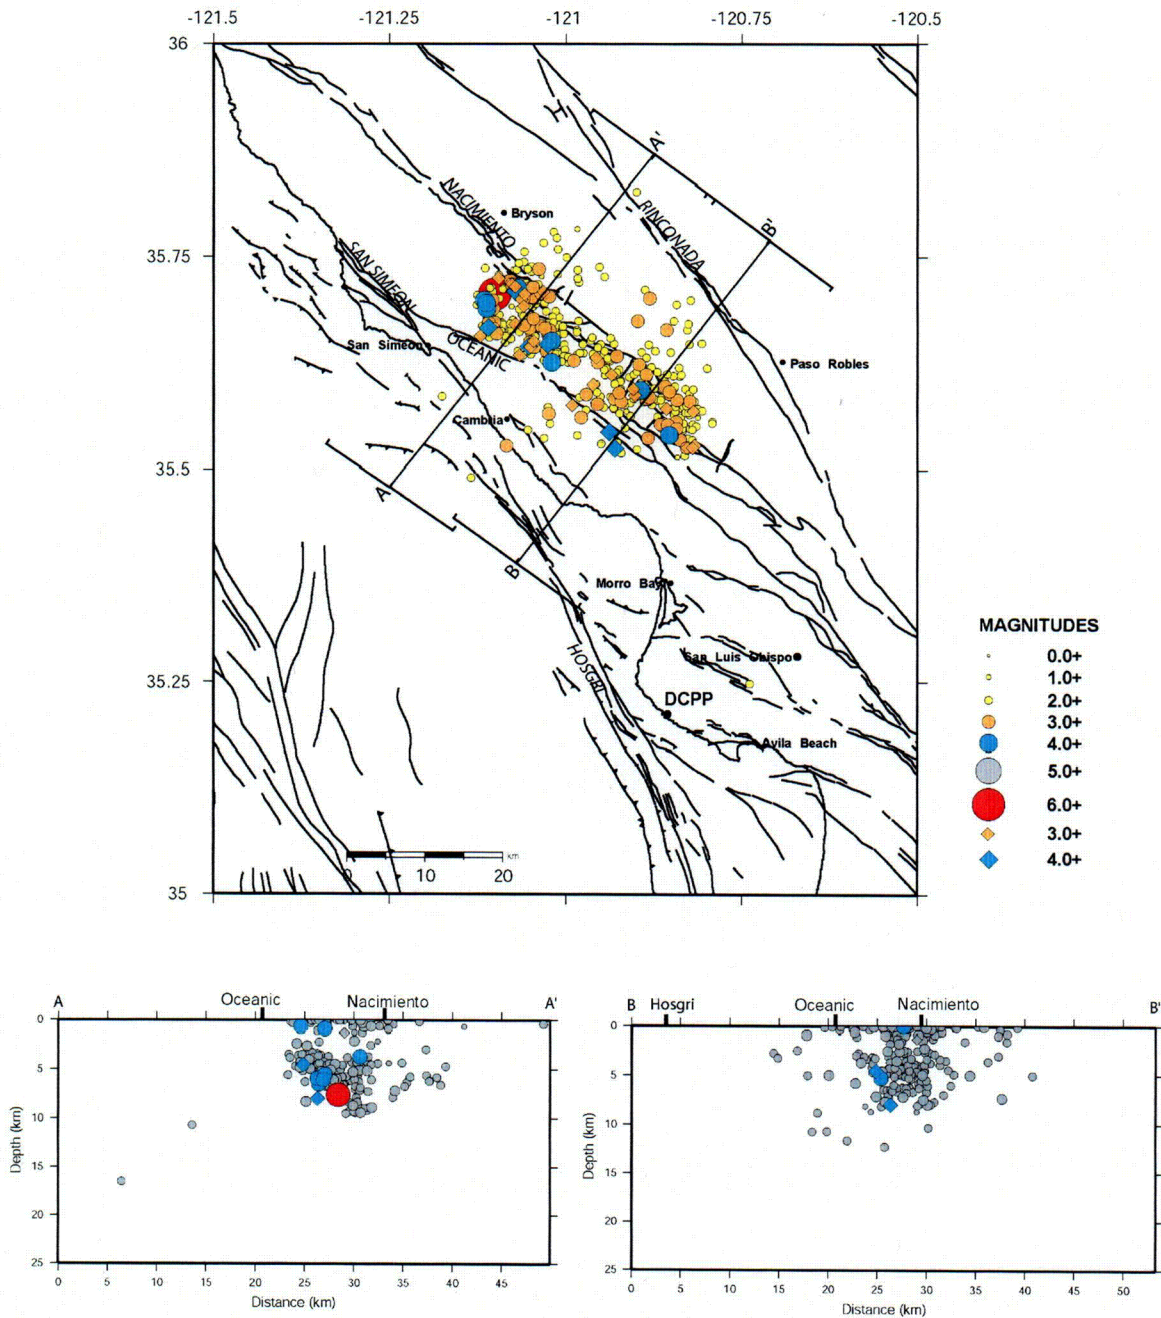 -121.5 -121.25 -121 -120.75 -120.5
36
A'
NACIMIENTO
Bryson
RINCONADA
B'
35.75
SAN SIMEON
San Simeon
OCEANIC
Paso Robles
Cambria
35.5
A
B
Morro Bay
MAGNITUDES
San Luis Obispo
0.0+
HOSGRI
1.0+
35.25
DCPP
2.0+
3.0+
Avila Beach
4.0+
5.0+
6.0+
3.0+
0 10 20 km
4.0+
35
A Oceanic Nacimiento A'
0
5
10
15
20
25
Depth (km)
0 5 10 15 20 25 30 35 40 45
Distance (km)
B Hosgri Oceanic Nacimiento B'
0
5
10
15
20
25
Depth (km)
0 5 10 15 20 25 30 35 40 45 50
Distance (km)